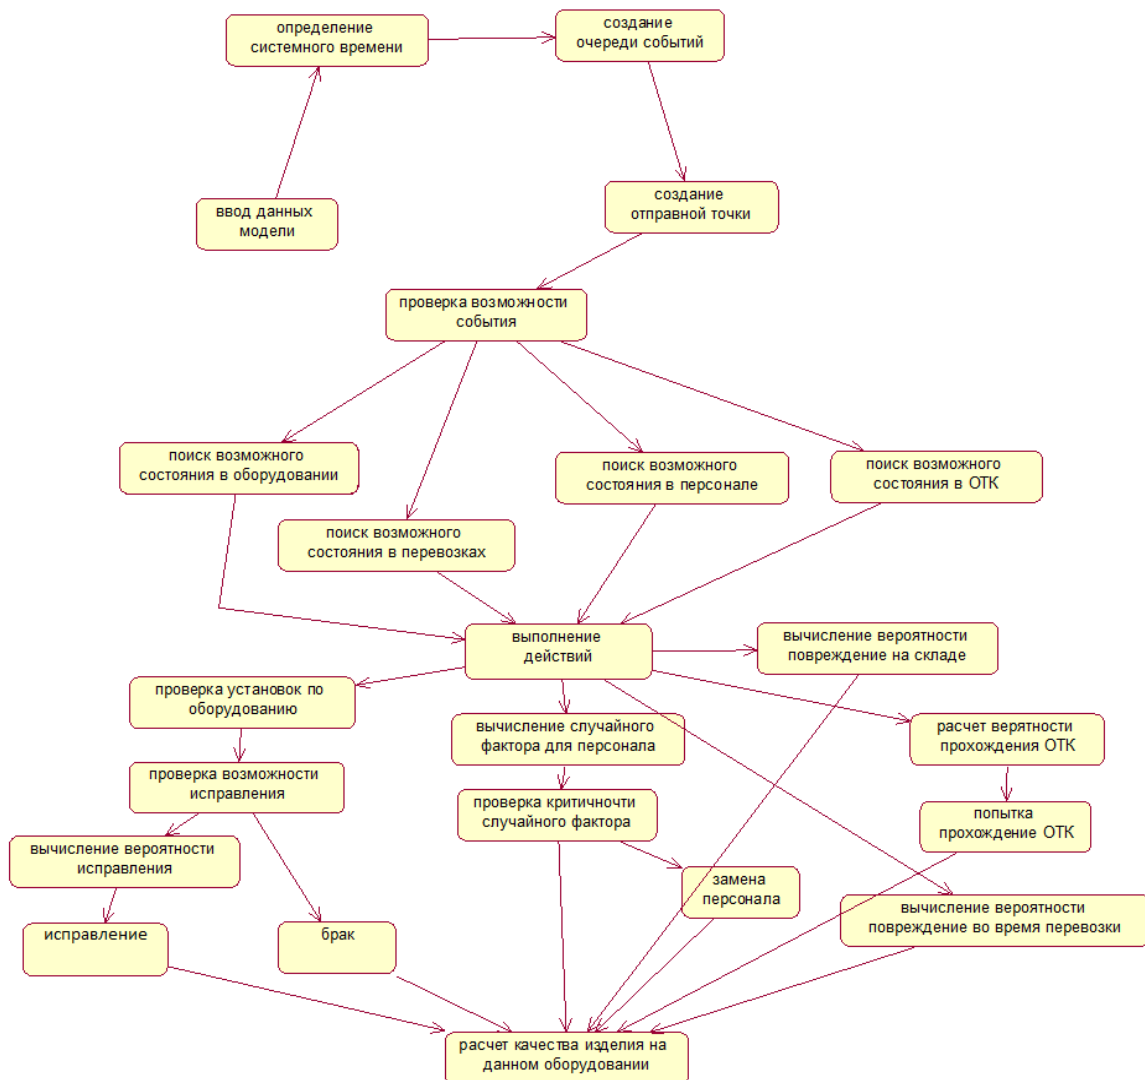 определение
системного времени
создание
очереди событий
ввод данных
модели
создание
отправной точки
проверка возможности
события
поиск возможного
состояния в оборудовании
поиск возможного
состояния в перевозках
поиск возможного
состояния в персонале
поиск возможного
состояния в ОТК
выполнение
действий
вычисление вероятности
повреждение на складе
проверка установок по
оборудованию
вычисление случайного
фактора для персонала
расчет верятности
прохождения ОТК
проверка возможности
исправления
проверка критичночти
случайного фактора
попытка
прохождение ОТК
вычисление вероятности
исправления
замена
персонала
вычисление вероятности
повреждение во время перевозки
исправление
брак
расчет качества изделия на
данном оборудовании